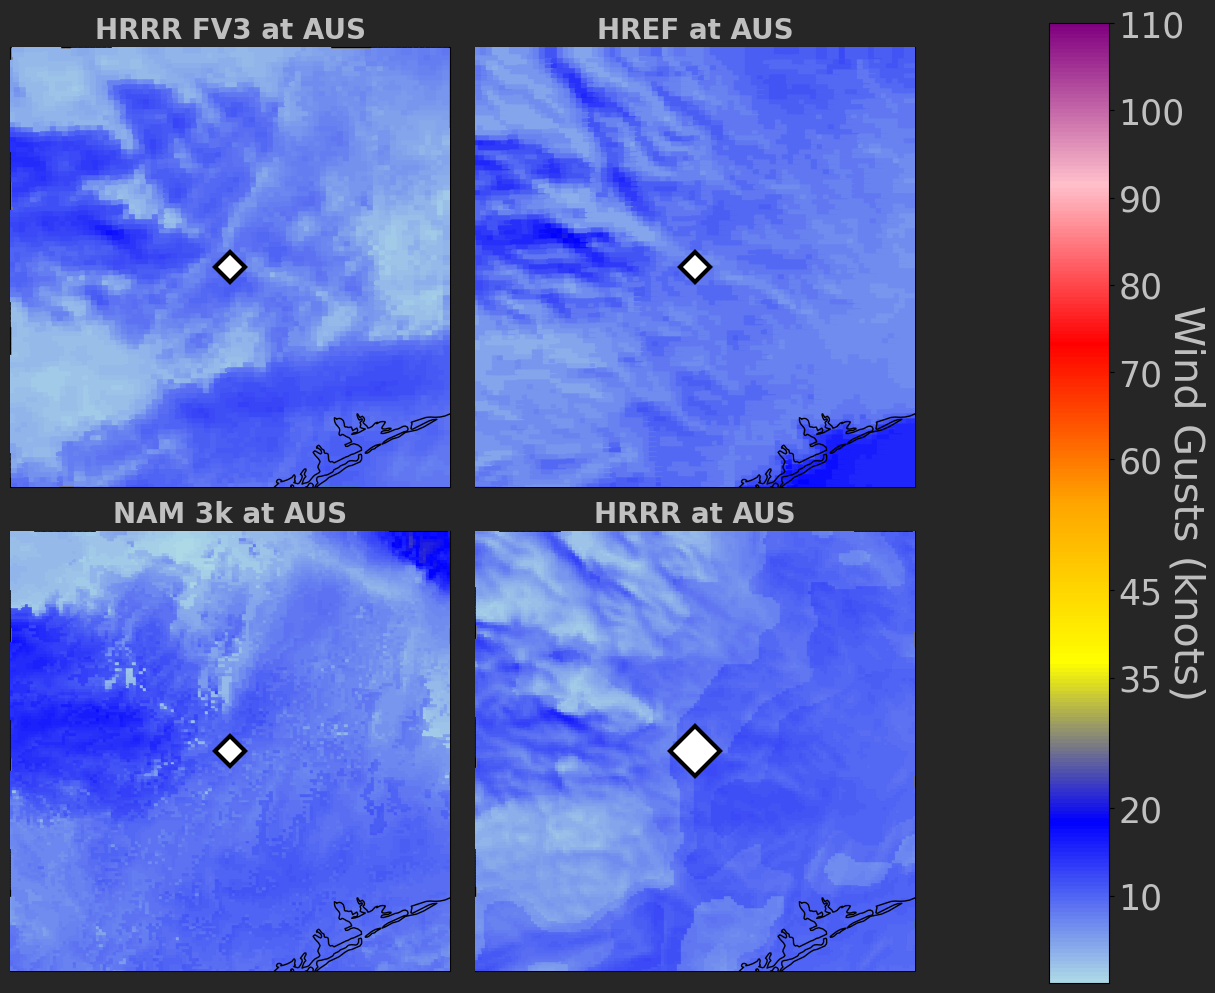 HRRR FV3 at AUS
HREF at AUS
NAM 3k at AUS
HRRR at AUS
110
100
90
80
70
60
45
35
20
10
Wind Gusts (knots)